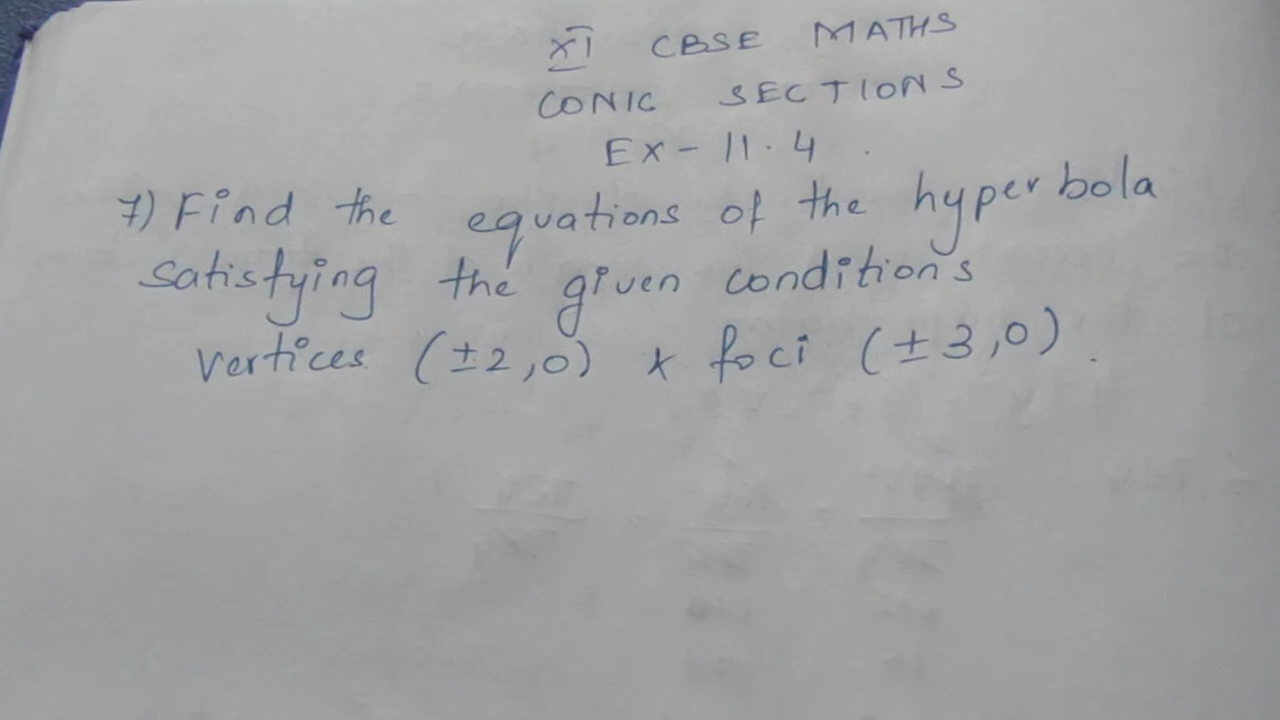 XI CBSE MATHS
CONIC SECTIONS
EX - 11.4.
7) Find the equations of the hyperbola
satisfying the given conditions
vertices (±2,0) & foci (±3,0).